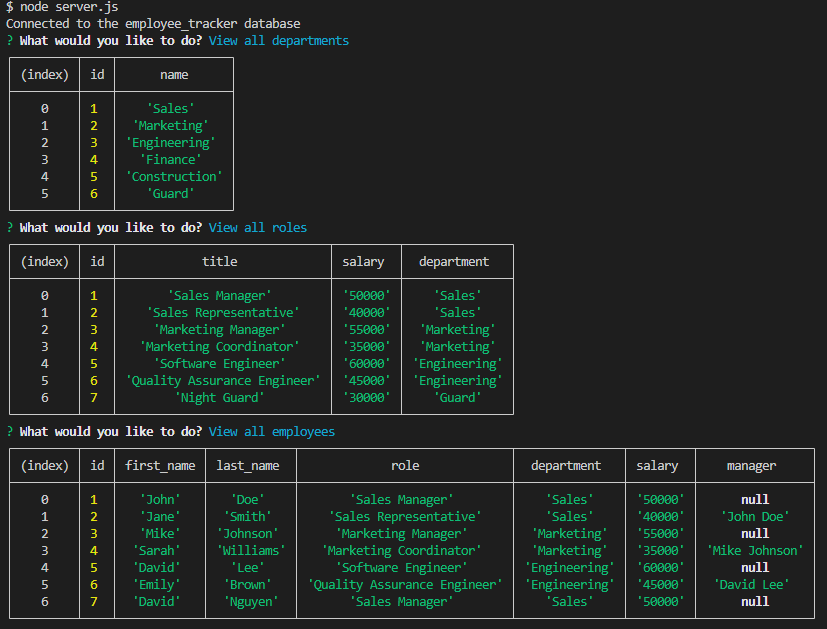 $ node server.js
Connected to the employee_tracker database
? What would you like to do? View all departments
(index) id name
0 1 'Sales'
1 2 'Marketing'
2 3 'Engineering'
3 4 'Finance'
4 5 'Construction'
5 6 'Guard'
? What would you like to do? View all roles
(index) id title salary department
0 1 'Sales Manager' '50000' 'Sales'
1 2 'Sales Representative' '40000' 'Sales'
2 3 'Marketing Manager' '55000' 'Marketing'
3 4 'Marketing Coordinator' '35000' 'Marketing'
4 5 'Software Engineer' '60000' 'Engineering'
5 6 'Quality Assurance Engineer' '45000' 'Engineering'
6 7 'Night Guard' '30000' 'Guard'
? What would you like to do? View all employees
(index) id first_name last_name role department salary manager
0 1 'John' 'Doe' 'Sales Manager' 'Sales' '50000' null
1 2 'Jane' 'Smith' 'Sales Representative' 'Sales' '40000' 'John Doe'
2 3 'Mike' 'Johnson' 'Marketing Manager' 'Marketing' '55000' null
3 4 'Sarah' 'Williams' 'Marketing Coordinator' 'Marketing' '35000' 'Mike Johnson'
4 5 'David' 'Lee' 'Software Engineer' 'Engineering' '60000' null
5 6 'Emily' 'Brown' 'Quality Assurance Engineer' 'Engineering' '45000' 'David Lee'
6 7 'David' 'Nguyen' 'Sales Manager' 'Sales' '50000' null